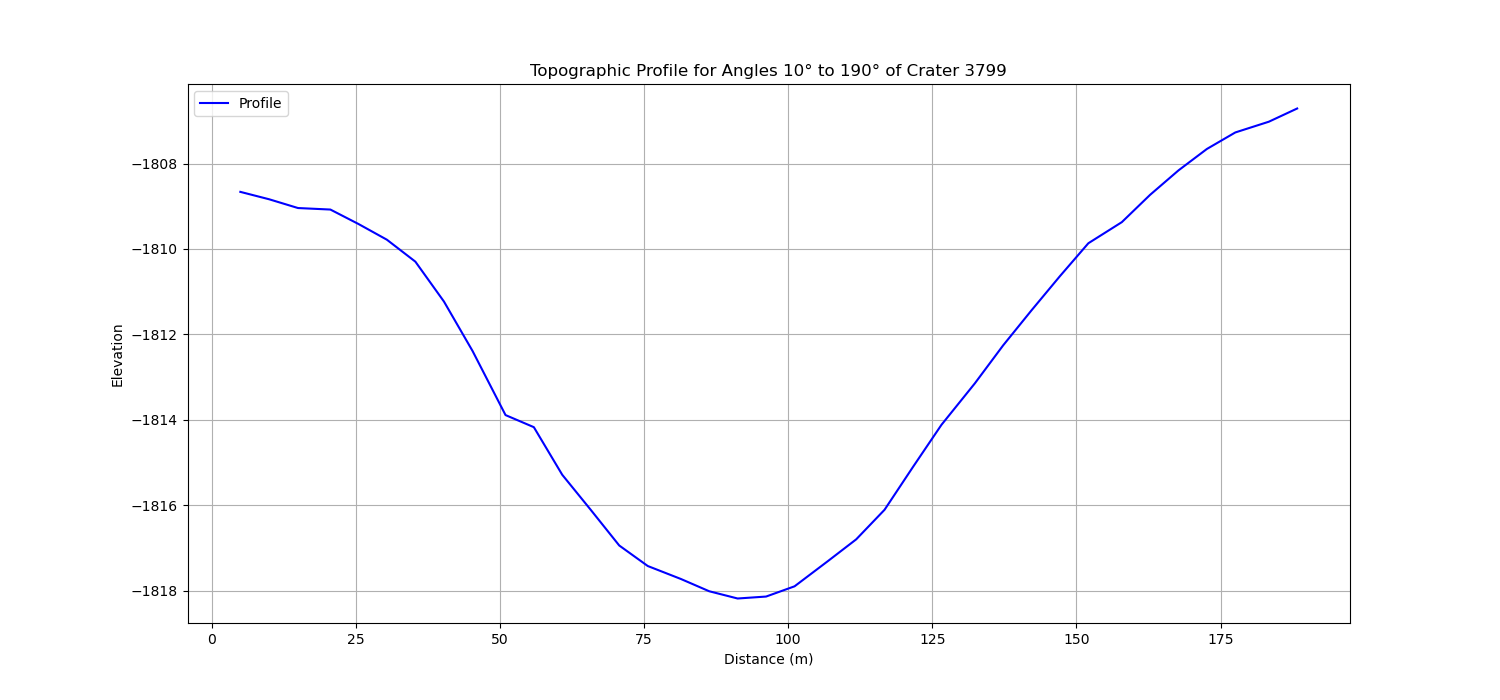 Topographic Profile for Angles 10° to 190° of Crater 3799
Profile
−1808
−1810
−1812
−1814
−1816
−1818
Elevation
0 25 50 75 100 125 150 175
Distance (m)